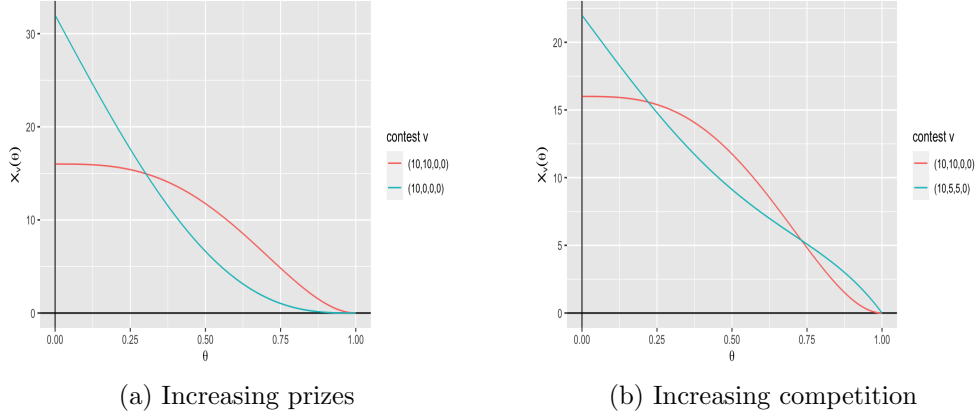 30
20
10
0
X_v(θ)
0.00 0.25 0.50 0.75 1.00
θ
contest v
(10,10,0,0)
(10,0,0,0)
(a) Increasing prizes
20
15
10
5
0
X_v(θ)
0.00 0.25 0.50 0.75 1.00
θ
contest v
(10,10,0,0)
(10,5,5,0)
(b) Increasing competition